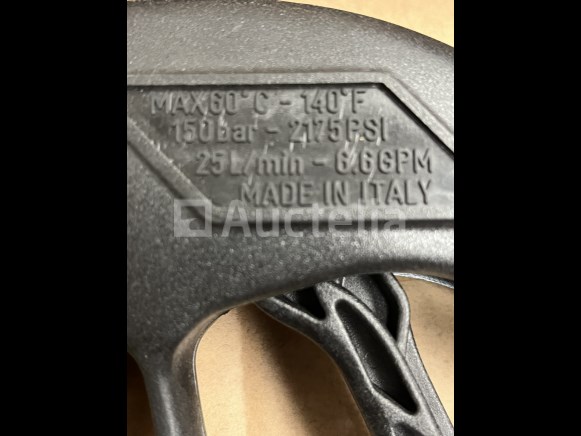 MAX60°C - 140°F
150bar - 2175PSI
25L/min - 6.6GPM
MADE IN ITALY
Auctelia